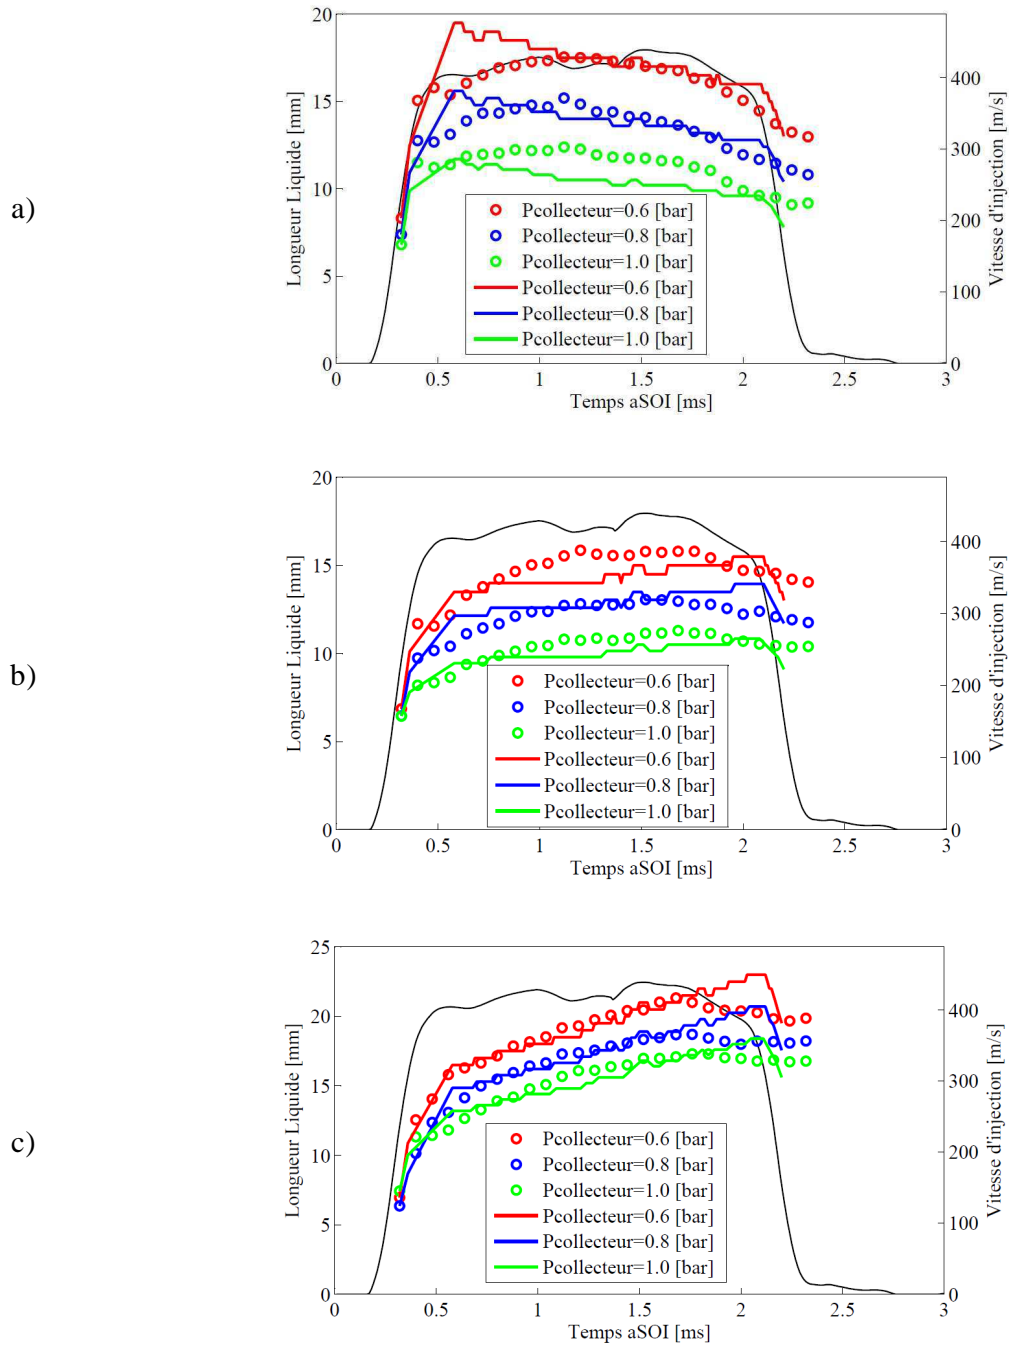 a)
20
15
10
5
0
Longueur Liquide [mm]
400
300
200
100
0
Vitesse d'injection [m/s]
Pcollecteur=0.6 [bar]
Pcollecteur=0.8 [bar]
Pcollecteur=1.0 [bar]
Pcollecteur=0.6 [bar]
Pcollecteur=0.8 [bar]
Pcollecteur=1.0 [bar]
0 0.5 1 1.5 2 2.5 3
Temps aSOI [ms]
b)
20
15
10
5
0
Longueur Liquide [mm]
400
300
200
100
0
Vitesse d'injection [m/s]
Pcollecteur=0.6 [bar]
Pcollecteur=0.8 [bar]
Pcollecteur=1.0 [bar]
Pcollecteur=0.6 [bar]
Pcollecteur=0.8 [bar]
Pcollecteur=1.0 [bar]
0 0.5 1 1.5 2 2.5 3
Temps aSOI [ms]
c)
25
20
15
10
5
0
Longueur Liquide [mm]
400
300
200
100
0
Vitesse d'injection [m/s]
Pcollecteur=0.6 [bar]
Pcollecteur=0.8 [bar]
Pcollecteur=1.0 [bar]
Pcollecteur=0.6 [bar]
Pcollecteur=0.8 [bar]
Pcollecteur=1.0 [bar]
0 0.5 1 1.5 2 2.5 3
Temps aSOI [ms]